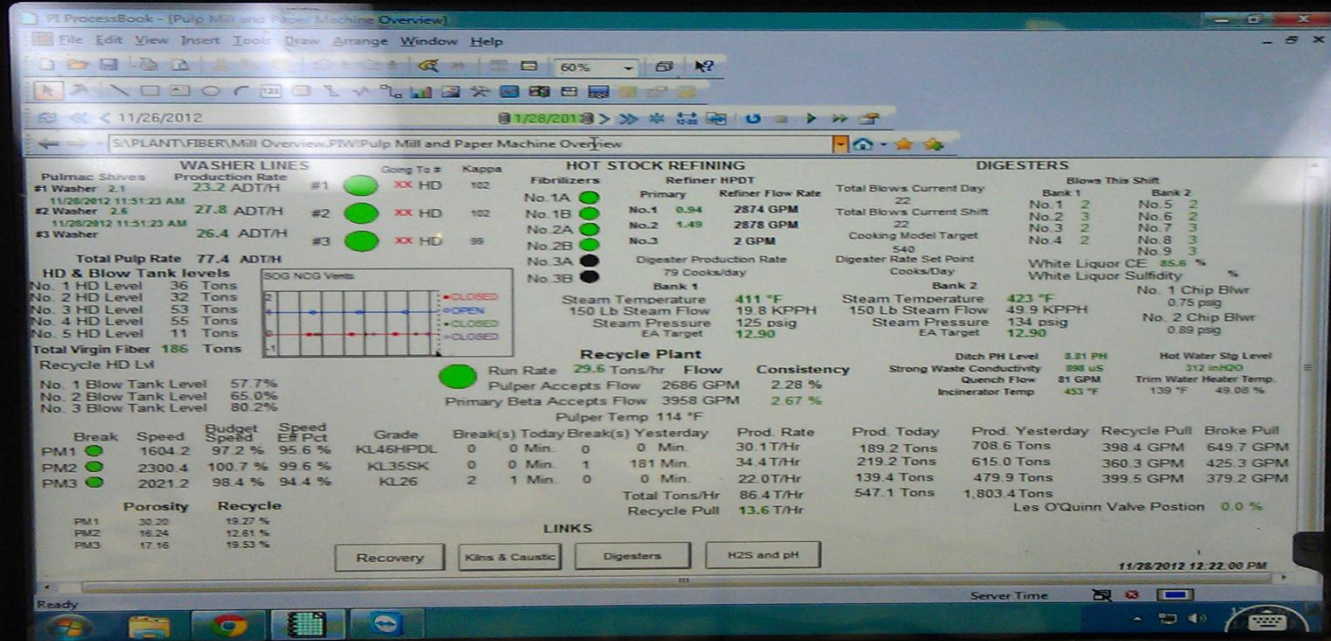 PI ProcessBook - [Pulp Mill and Paper Machine Overview]
File Edit View Insert Tools Draw Arrange Window Help
60%
11/26/2012
S:\PLANT\FIBER\Mill Overview.PIW!Pulp Mill and Paper Machine Overview
WASHER LINES
Pulmac Shives Production Rate Going To # Kappa
#1 Washer 2.1 23.2 ADT/H #1 XX HD 102
11/28/2012 11:51:23 AM
#2 Washer 2.6 27.8 ADT/H #2 XX HD 102
11/28/2012 11:51:23 AM
#3 Washer 26.4 ADT/H #3 XX HD 99
Total Pulp Rate 77.4 ADT/H
HD & Blow Tank levels
No. 1 HD Level 36 Tons
No. 2 HD Level 32 Tons
No. 3 HD Level 53 Tons
No. 4 HD Level 55 Tons
No. 5 HD Level 11 Tons
Total Virgin Fiber 186 Tons
Recycle HD Lvl
No. 1 Blow Tank Level 57.7%
No. 2 Blow Tank Level 65.0%
No. 3 Blow Tank Level 80.2%
SOG NCG Vents
CLOSED
OPEN
CLOSED
CLOSED
HOT STOCK REFINING
Fibrilizers Refiner HPDT
Primary Refiner Flow Rate
No.1A
No.1B
No.2A
No.2B
No.3A
No.3B
No.1 0.94 2874 GPM
No.2 1.49 2878 GPM
No.3 2 GPM
Digester Production Rate
79 Cooks/day
Bank 1
Steam Temperature 411 °F
150 Lb Steam Flow 19.8 KPPH
Steam Pressure 125 psig
EA Target 12.90
DIGESTERS
Total Blows Current Day
22
Total Blows Current Shift
22
Cooking Model Target
540
Digester Rate Set Point
Cooks/Day
Blows This Shift
Bank 1 Bank 2
No.1 2 No.5 2
No.2 3 No.6 2
No.3 2 No.7 3
No.4 2 No.8 3
No.9 3
White Liquor CE 85.6 %
White Liquor Sulfidity %
Bank 2
Steam Temperature 423 °F
150 Lb Steam Flow 49.9 KPPH
Steam Pressure 134 psig
EA Target 12.90
No. 1 Chip Blwr
0.75 psig
No. 2 Chip Blwr
0.89 psig
Recycle Plant
Run Rate 29.6 Tons/hr Flow Consistency
Pulper Accepts Flow 2686 GPM 2.28 %
Primary Beta Accepts Flow 3958 GPM 2.67 %
Pulper Temp 114 °F
Ditch PH Level 8.81 PH
Strong Waste Conductivity 898 uS
Quench Flow 81 GPM
Incinerator Temp 453 °F
Hot Water Stg Level
312 inH2O
Trim Water Heater Temp.
139 °F 49.08 %
Break Speed Budget Speed Speed Eff Pct Grade Break(s) Today Break(s) Yesterday Prod. Rate Prod. Today Prod. Yesterday Recycle Pull Broke Pull
PM1 1604.2 97.2 % 95.6 % KL46HPDL 0 0 Min. 0 0 Min. 30.1T/Hr 189.2 Tons 708.6 Tons 398.4 GPM 649.7 GPM
PM2 2300.4 100.7 % 99.6 % KL35SK 0 0 Min. 1 181 Min. 34.4T/Hr 219.2 Tons 615.0 Tons 360.3 GPM 425.3 GPM
PM3 2021.2 98.4 % 94.4 % KL26 2 1 Min. 0 0 Min. 22.0T/Hr 139.4 Tons 479.9 Tons 399.5 GPM 379.2 GPM
Total Tons/Hr 86.4T/Hr 547.1 Tons 1,803.4Tons
Recycle Pull 13.6 T/Hr
Les O'Quinn Valve Postion 0.0 %
Porosity Recycle
PM1 30.20 19.27 %
PM2 16.24 12.61 %
PM3 17.16 19.53 %
LINKS
Recovery
Kilns & Caustic
Digesters
H2S and pH
11/28/2012 12:22:00 PM
Ready
Server Time